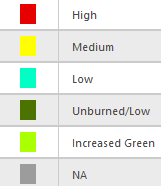 High
Medium
Low
Unburned/Low
Increased Green
NA